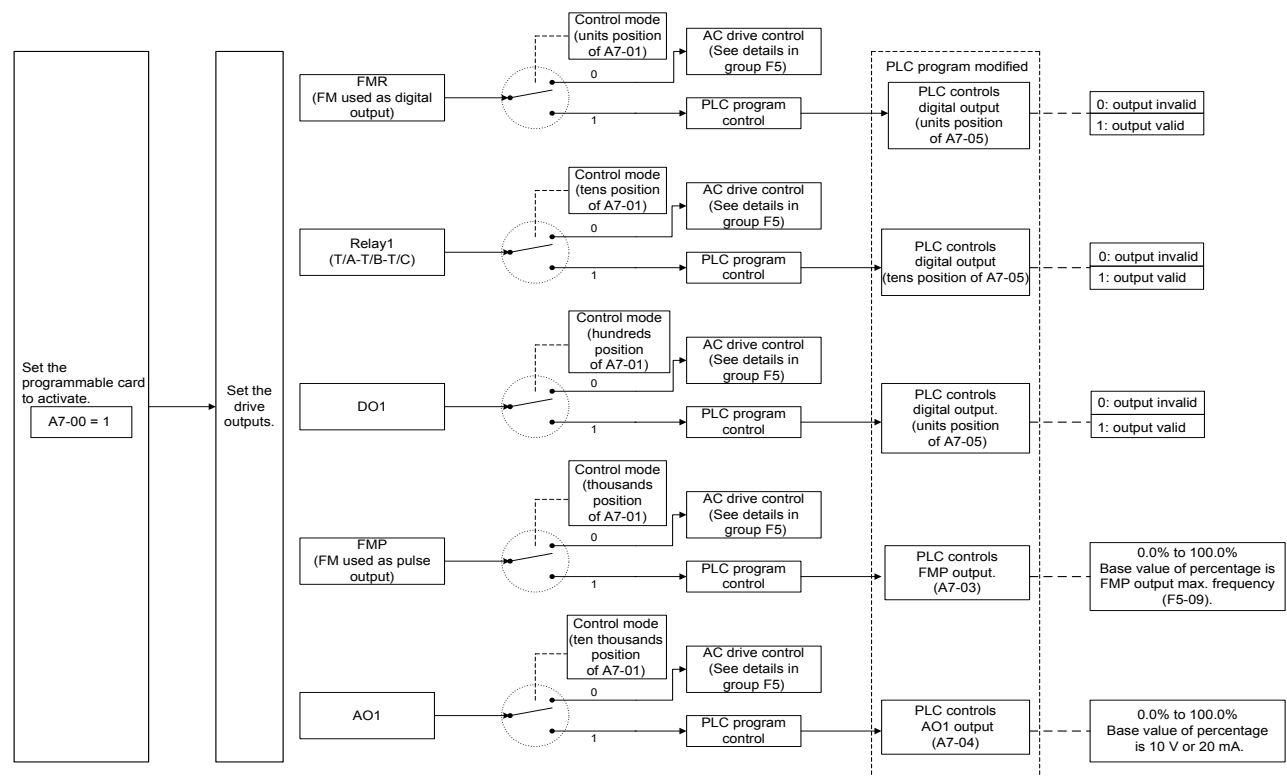 Set the
programmable card
to activate.
A7-00 = 1
Set the
drive
outputs.
PLC program modified
FMR
(FM used as digital
output)
Control mode
(units position
of A7-01)
0
1
AC drive control
(See details in
group F5)
PLC program
control
PLC controls
digital output
(units position
of A7-05)
0: output invalid
1: output valid
Relay1
(T/A-T/B-T/C)
Control mode
(tens position
of A7-01)
0
1
AC drive control
(See details in
group F5)
PLC program
control
PLC controls
digital output
(tens position of A7-05)
0: output invalid
1: output valid
DO1
Control mode
(hundreds
position
of A7-01)
0
1
AC drive control
(See details in
group F5)
PLC program
control
PLC controls
digital output.
(units position
of A7-05)
0: output invalid
1: output valid
FMP
(FM used as pulse
output)
Control mode
(thousands
position
of A7-01)
0
1
AC drive control
(See details in
group F5)
PLC program
control
PLC controls
FMP output.
(A7-03)
0.0% to 100.0%
Base value of percentage is
FMP output max. frequency
(F5-09).
AO1
Control mode
(ten thousands
position
of A7-01)
0
1
AC drive control
(See details in
group F5)
PLC program
control
PLC controls
AO1 output
(A7-04)
0.0% to 100.0%
Base value of percentage
is 10 V or 20 mA.